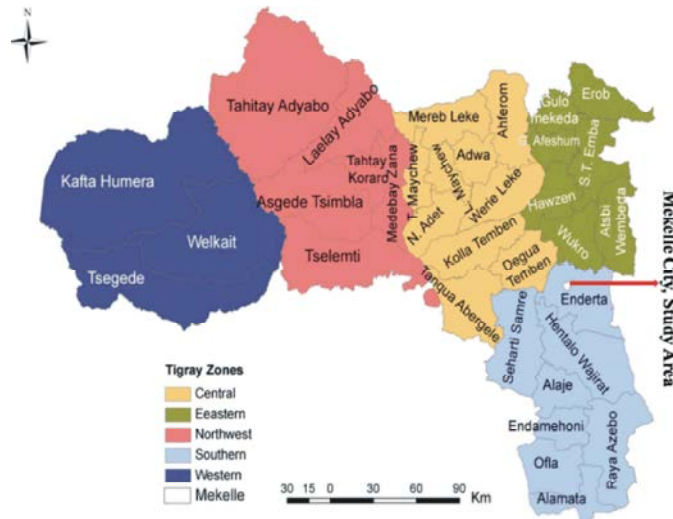 N
Tahitay Adyabo
Laelay Adyabo
Tahtay
Korard
Medebay Zana
Asgede Tsimbla
Tselemti
Kafta Humera
Welkait
Tsegede
Mereb Leke
Ahferom
Adwa
T. Maychew
L. Maychew
Werie Leke
N. Adet
Kolla Temben
Degua
Temben
Tanqua Abergele
Gulo
mekeda
Erob
Afeshum
S.T. Emba
Hawzen
Atsbi
Wembeda
Wukro
Enderta
Seharti Samre
Hentalo Wajirat
Alaje
Endamehoni
Raya Azebo
Ofla
Alamata
Mekelle City, Study Area
Tigray Zones
Central
Eeastern
Northwest
Southern
Western
Mekelle
30 15 0 30 60 90
Km